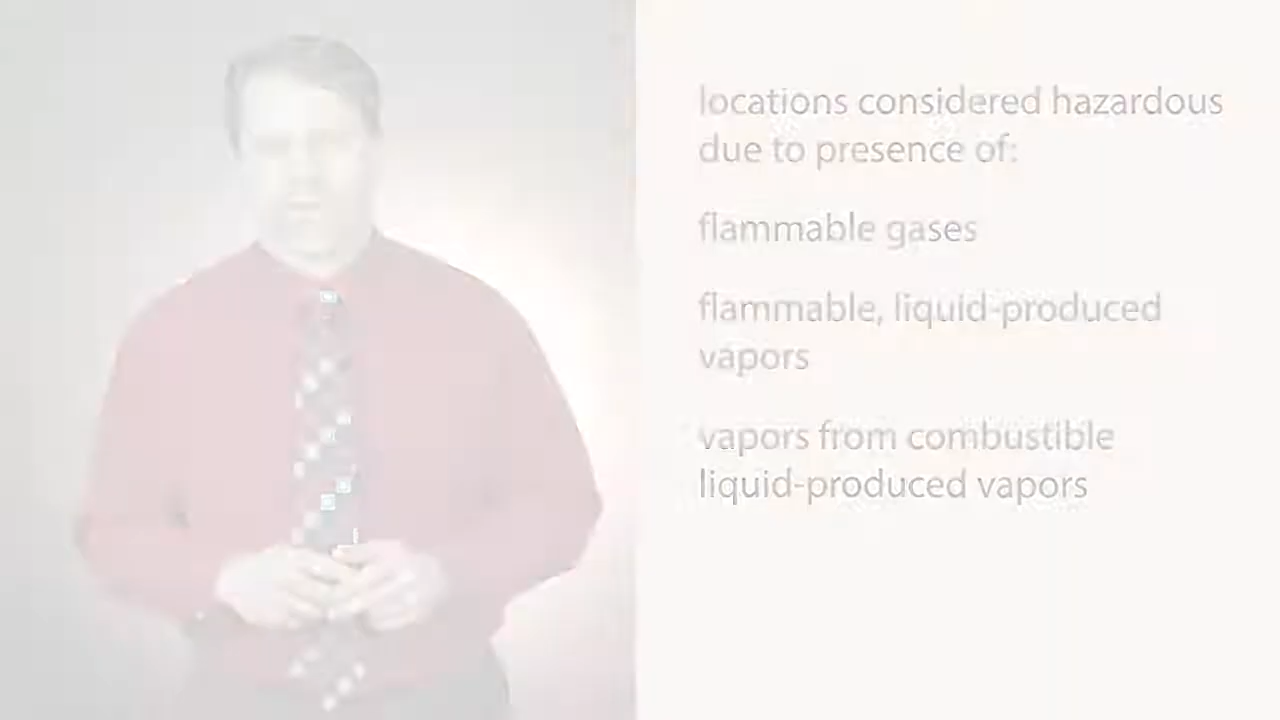 locations considered hazardous
due to presence of:
flammable gases
flammable, liquid-produced
vapors
vapors from combustible
liquid-produced vapors